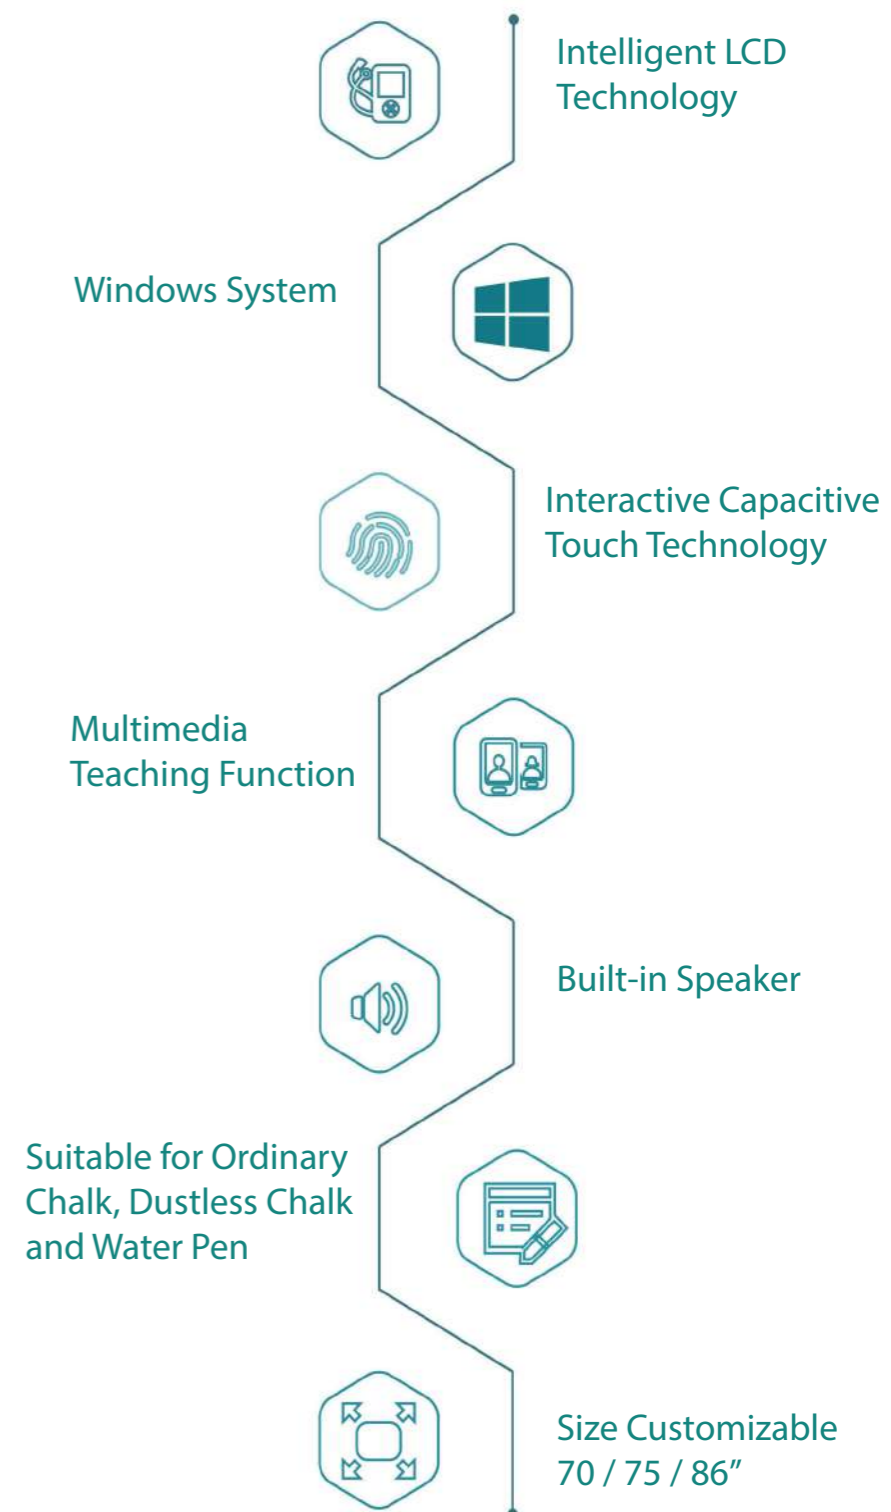 Intelligent LCD
Technology
Windows System
Interactive Capacitive
Touch Technology
Multimedia
Teaching Function
Built-in Speaker
Suitable for Ordinary
Chalk, Dustless Chalk
and Water Pen
Size Customizable
70 / 75 / 86”